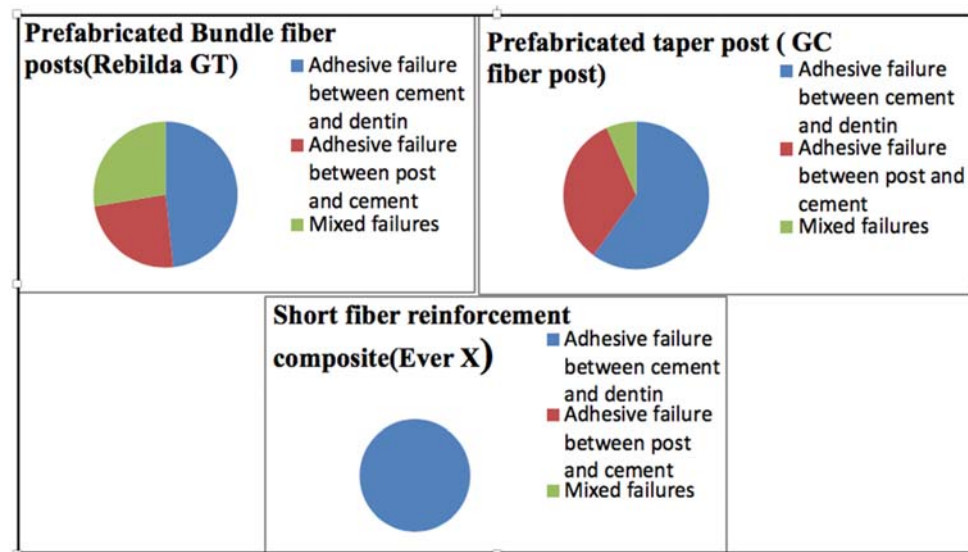 Prefabricated Bundle fiber
posts(Rebilda GT)
Adhesive failure
between cement
and dentin
Adhesive failure
between post
and cement
Mixed failures
Prefabricated taper post ( GC
fiber post)
Adhesive failure
between cement
and dentin
Adhesive failure
between post and
cement
Mixed failures
Short fiber reinforcement
composite(Ever X)
Adhesive failure
between cement
and dentin
Adhesive failure
between post
and cement
Mixed failures